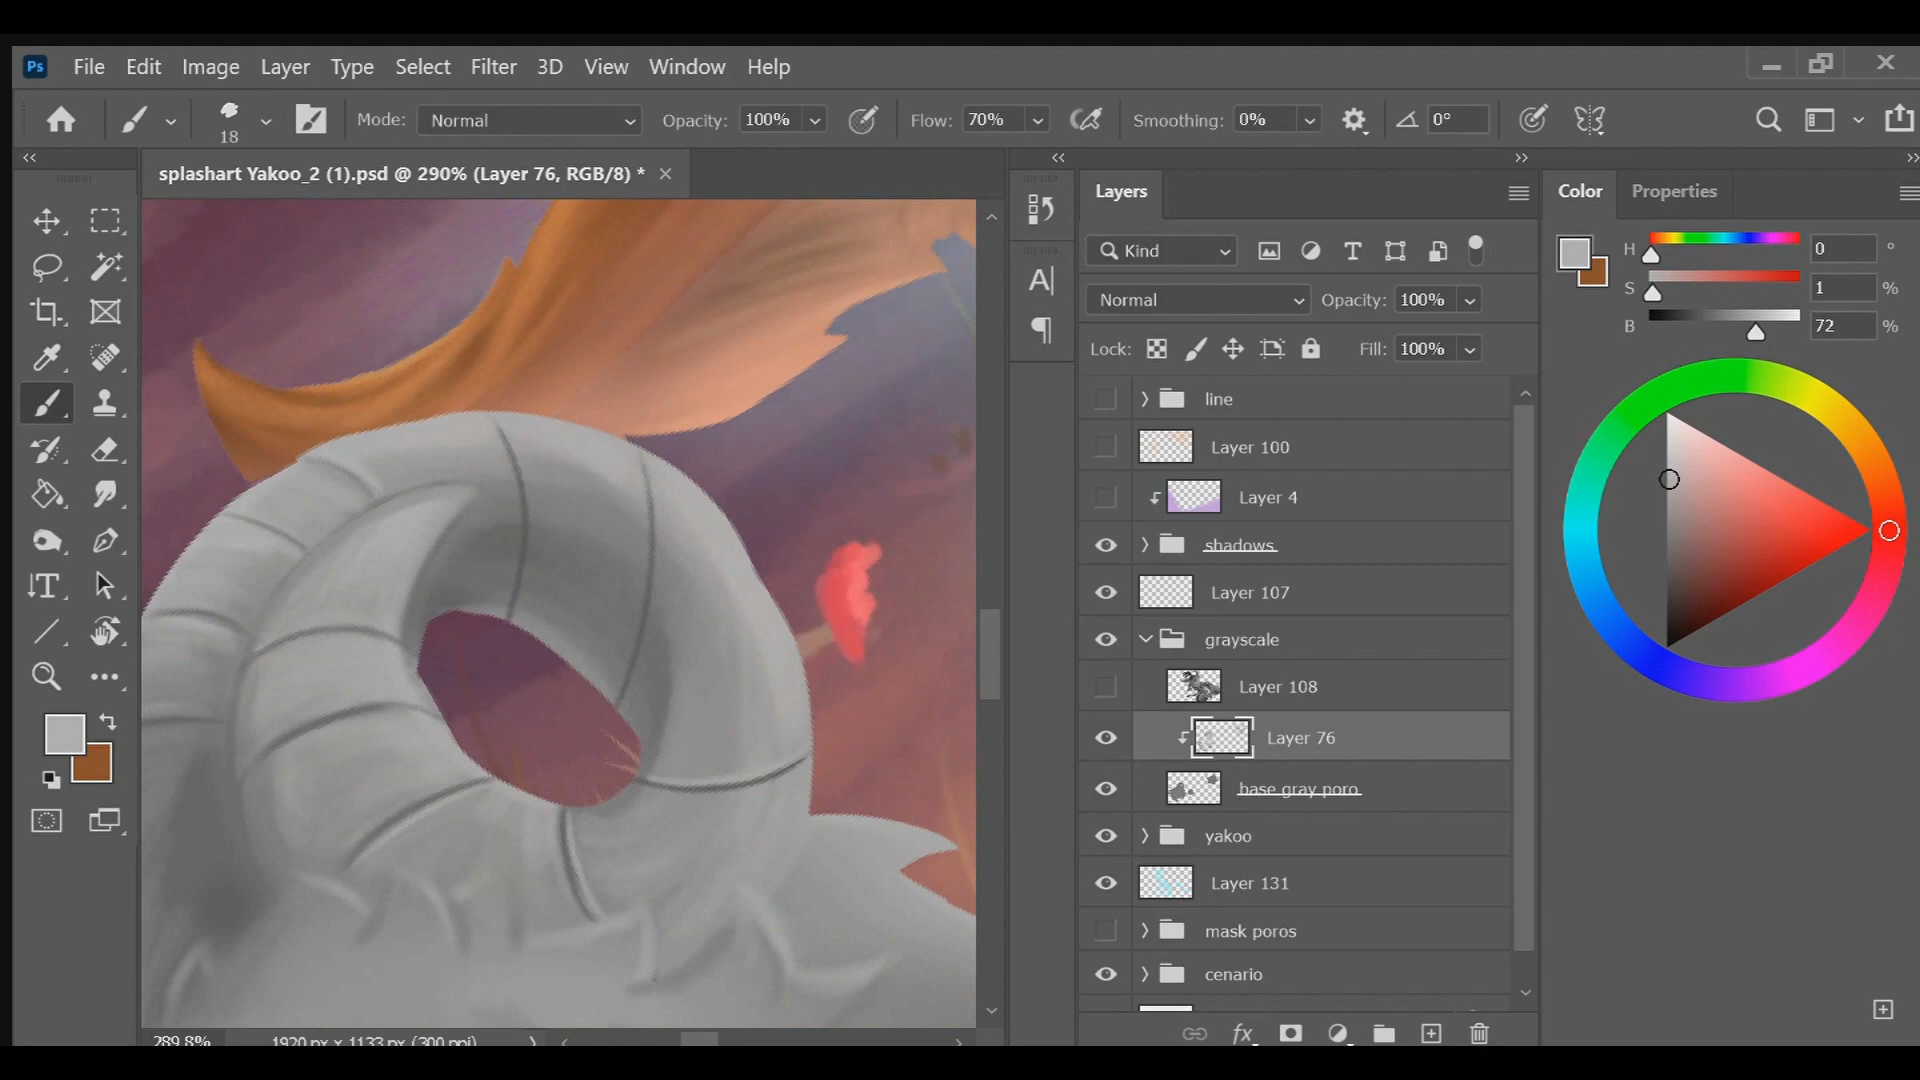 Ps File Edit Image Layer Type Select Filter 3D View Window Help
18 Mode: Normal Opacity: 100% Flow: 70% Smoothing: 0% 0°
splashart Yakoo_2 (1).psd @ 290% (Layer 76, RGB/8) *
Layers
Color Properties
Kind
H 0 °
S 1 %
B 72 %
Normal Opacity: 100%
Lock: Fill: 100%
line
Layer 100
Layer 4
shadows
Layer 107
grayscale
Layer 108
Layer 76
base gray poro
yakoo
Layer 131
mask poros
cenario
289.8% 1920 px x 1133 px (300 ppi)